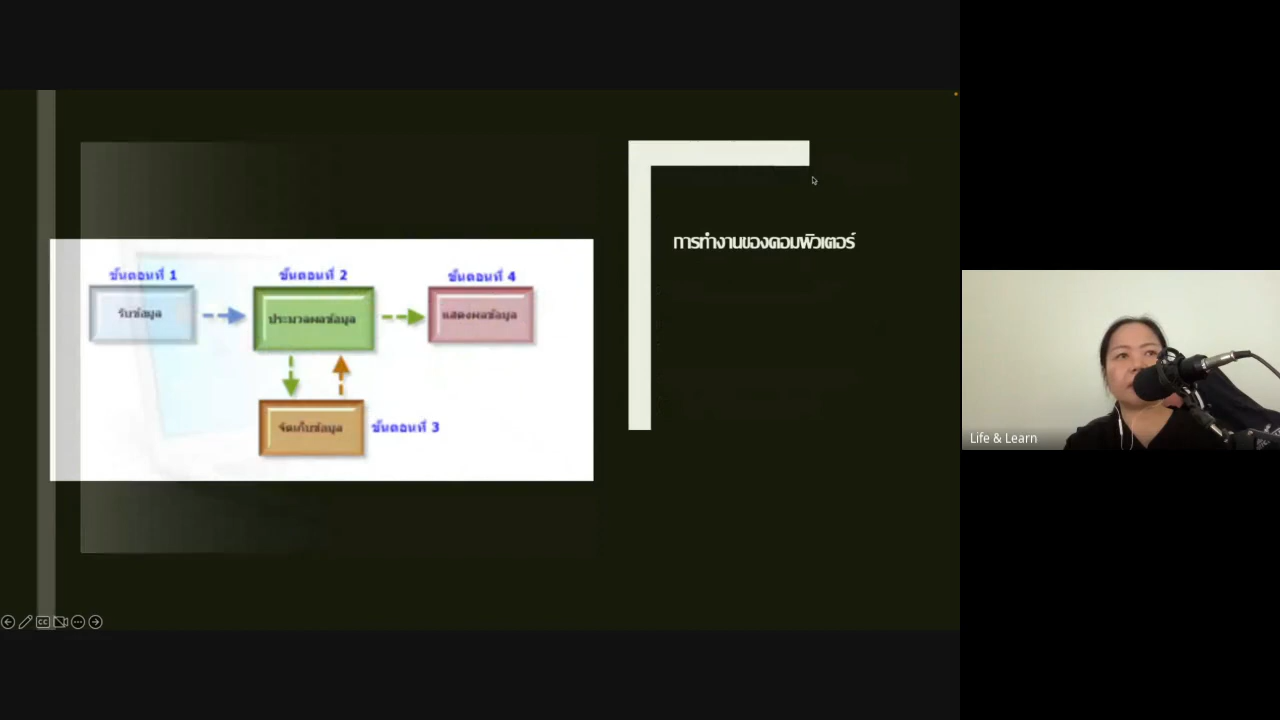 การทำงานของคอมพิวเตอร์
ขั้นตอนที่ 1
ขั้นตอนที่ 2
ขั้นตอนที่ 4
รับข้อมูล
ประมวลผลข้อมูล
แสดงผลข้อมูล
จัดเก็บข้อมูล
ขั้นตอนที่ 3
Life & Learn